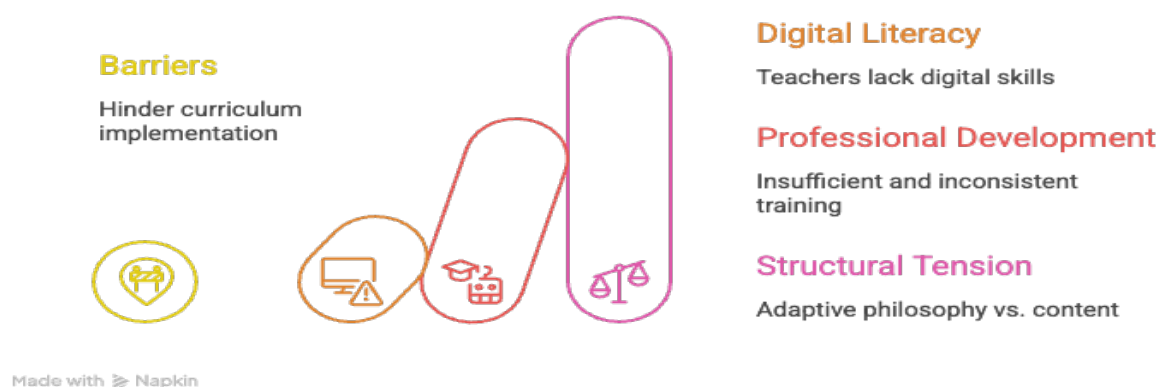 Barriers
Hinder curriculum
implementation
Digital Literacy
Teachers lack digital skills
Professional Development
Insufficient and inconsistent
training
Structural Tension
Adaptive philosophy vs. content
Made with Napkin